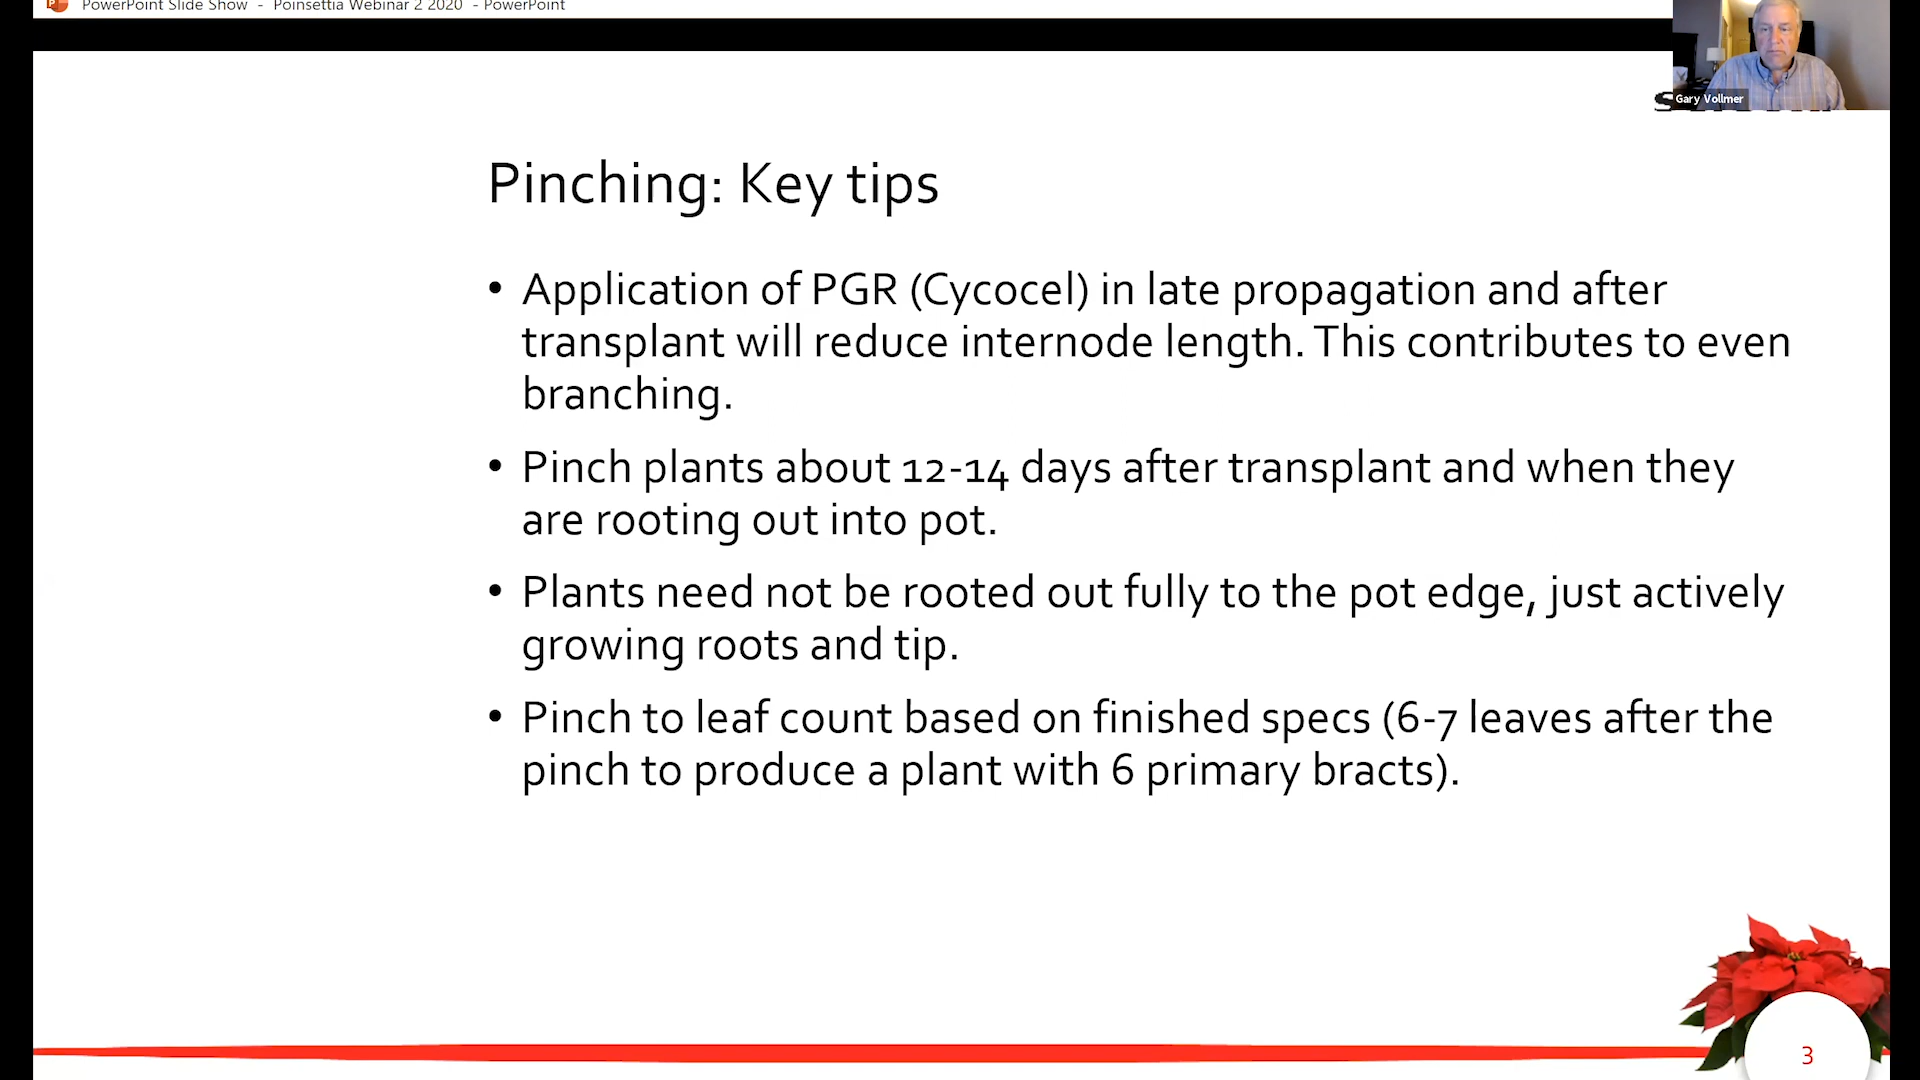 PowerPoint Slide Show - Poinsettia Webinar 2 2020 - PowerPoint
Gary Vollmer
Pinching: Key tips
• Application of PGR (Cycocel) in late propagation and after
transplant will reduce internode length. This contributes to even
branching.
• Pinch plants about 12-14 days after transplant and when they
are rooting out into pot.
• Plants need not be rooted out fully to the pot edge, just actively
growing roots and tip.
• Pinch to leaf count based on finished specs (6-7 leaves after the
pinch to produce a plant with 6 primary bracts).
3